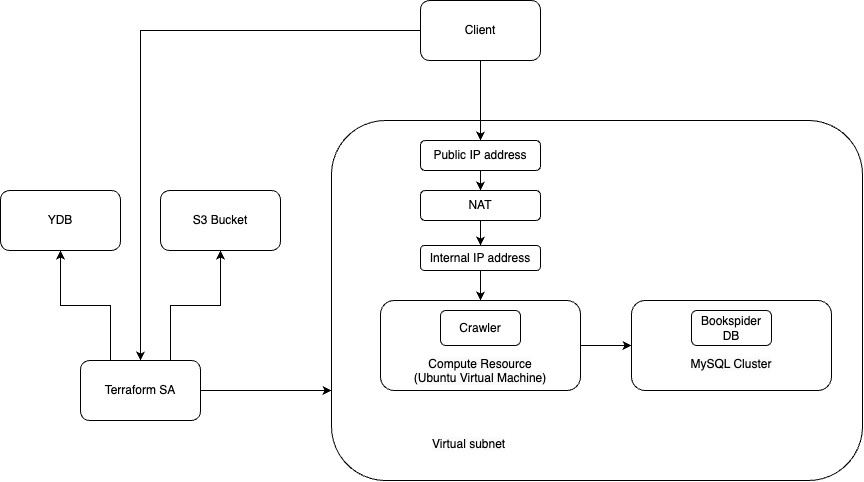 Client
Public IP address
YDB
S3 Bucket
NAT
Internal IP address
Crawler
Bookspider
DB
Compute Resource
(Ubuntu Virtual Machine)
MySQL Cluster
Terraform SA
Virtual subnet